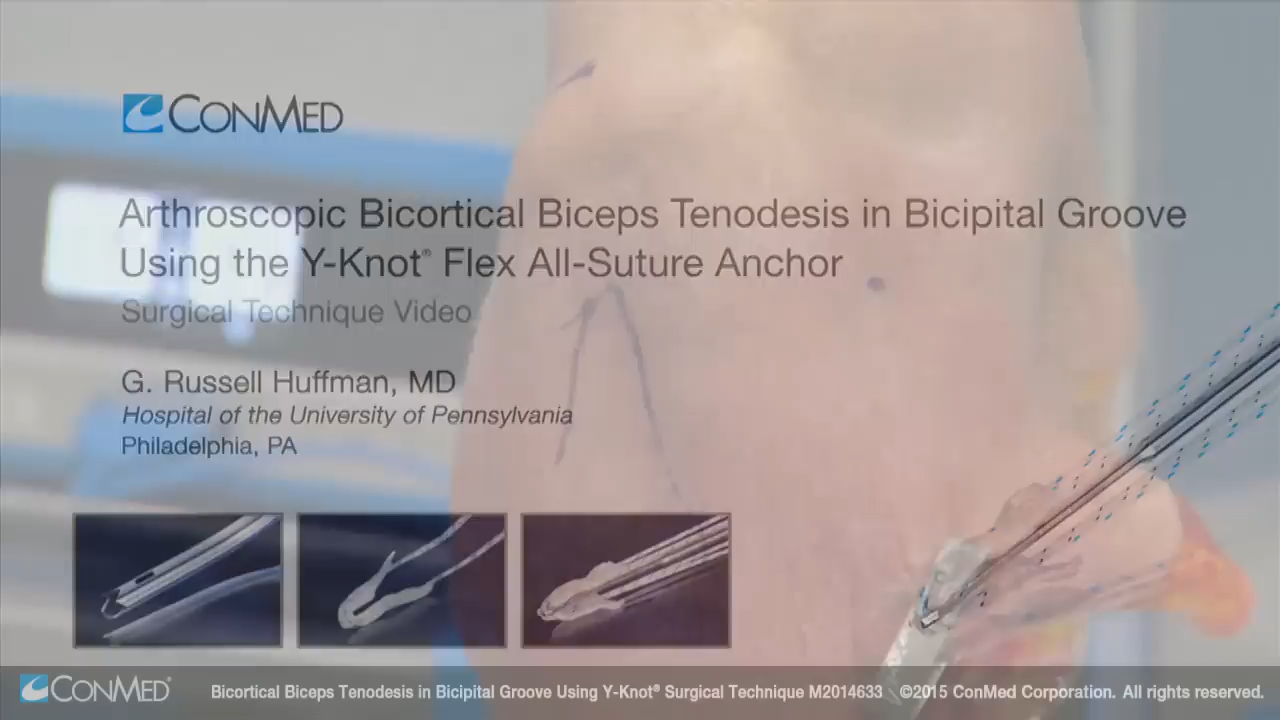 CONMED
Arthroscopic Bicortical Biceps Tenodesis in Bicipital Groove
Using the Y-Knot® Flex All-Suture Anchor
Surgical Technique Video
G. Russell Huffman, MD
Hospital of the University of Pennsylvania
Philadelphia, PA
CONMED® Bicortical Biceps Tenodesis in Bicipital Groove Using Y-Knot® Surgical Technique M2014633 ©2015 ConMed Corporation. All rights reserved.